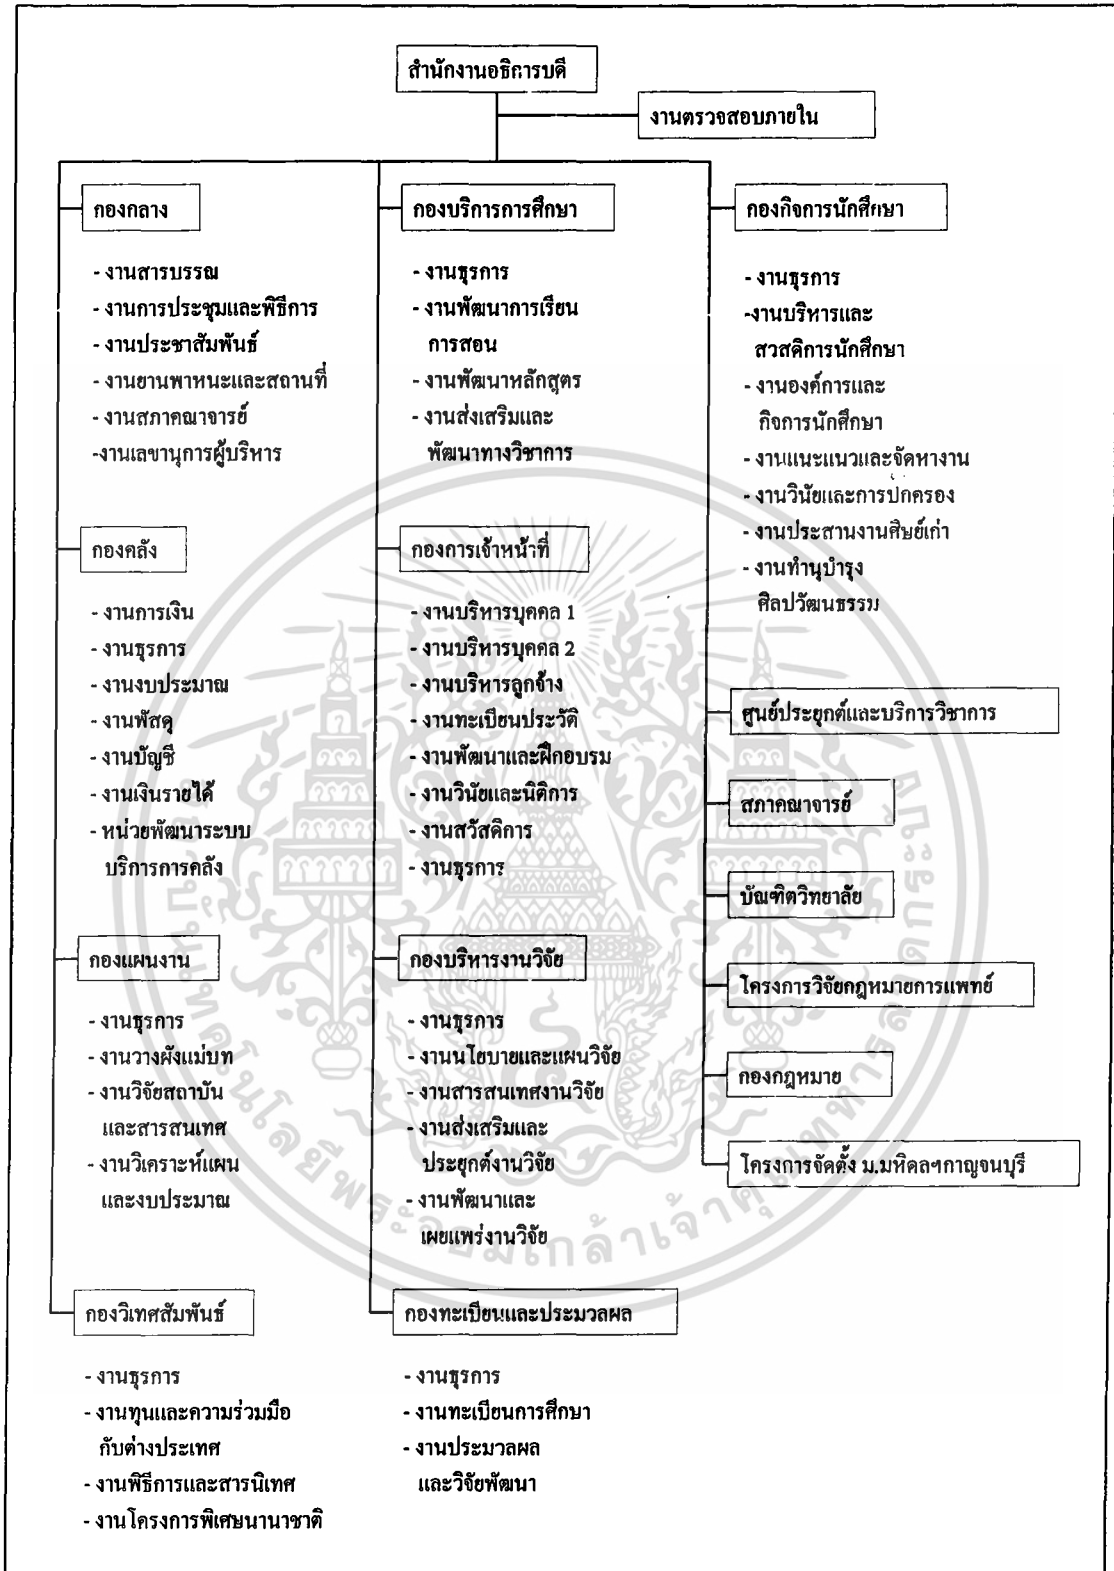 สำนักงานอธิการบดี
งานตรวจสอบภายใน
กองกลาง
- งานสารบรรณ
- งานการประชุมและพิธีการ
- งานประชาสัมพันธ์
- งานยานพาหนะและสถานที่
- งานสภาคณาจารย์
-งานเลขานุการผู้บริหาร
กองคลัง
- งานการเงิน
- งานธุรการ
- งานงบประมาณ
- งานพัสดุ
- งานบัญชี
- งานเงินรายได้
- หน่วยพัฒนาระบบ
บริการการคลัง
กองแผนงาน
- งานธุรการ
- งานวางผังแม่บท
- งานวิจัยสถาบัน
และสารสนเทศ
- งานวิเคราะห์แผน
และงบประมาณ
กองวิเทศสัมพันธ์
- งานธุรการ
- งานทุนและความร่วมมือ
กับต่างประเทศ
- งานพิธีการและสารนิเทศ
- งานโครงการพิเศษนานาชาติ
กองบริการการศึกษา
- งานธุรการ
- งานพัฒนาการเรียน
การสอน
- งานพัฒนาหลักสูตร
- งานส่งเสริมและ
พัฒนาทางวิชาการ
กองการเจ้าหน้าที่
- งานบริหารบุคคล 1
- งานบริหารบุคคล 2
- งานบริหารลูกจ้าง
- งานทะเบียนประวัติ
- งานพัฒนาและฝึกอบรม
- งานวินัยและนิติการ
- งานสวัสดิการ
- งานธุรการ
กองบริหารงานวิจัย
- งานธุรการ
- งานนโยบายและแผนวิจัย
- งานสารสนเทศงานวิจัย
- งานส่งเสริมและ
ประยุกต์งานวิจัย
- งานพัฒนาและ
เผยแพร่งานวิจัย
กองทะเบียนและประมวลผล
- งานธุรการ
- งานทะเบียนการศึกษา
- งานประมวลผล
และวิจัยพัฒนา
กองกิจการนักศึกษา
- งานธุรการ
-งานบริหารและ
สวสดิการนักศึกษา
- งานองค์การและ
กิจการนักศึกษา
- งานแนะแนวและจัดหางาน
- งานวินัยและการปกครอง
- งานประสานงานศิษย์เก่า
- งานทำนุบำรุง
ศิลปวัฒนธรรม
ศูนย์ประยุกต์และบริการวิชาการ
สภาคณาจารย์
บัณฑิตวิทยาลัย
โครงการวิจัยกฎหมายการแพทย์
กองกฎหมาย
โครงการจัดตั้ง ม.มหิดลฯกาญจนบุรี
สถาบันเทคโนโลยีพระจอมเกล้าเจ้าคุณทหารลาดกระบัง